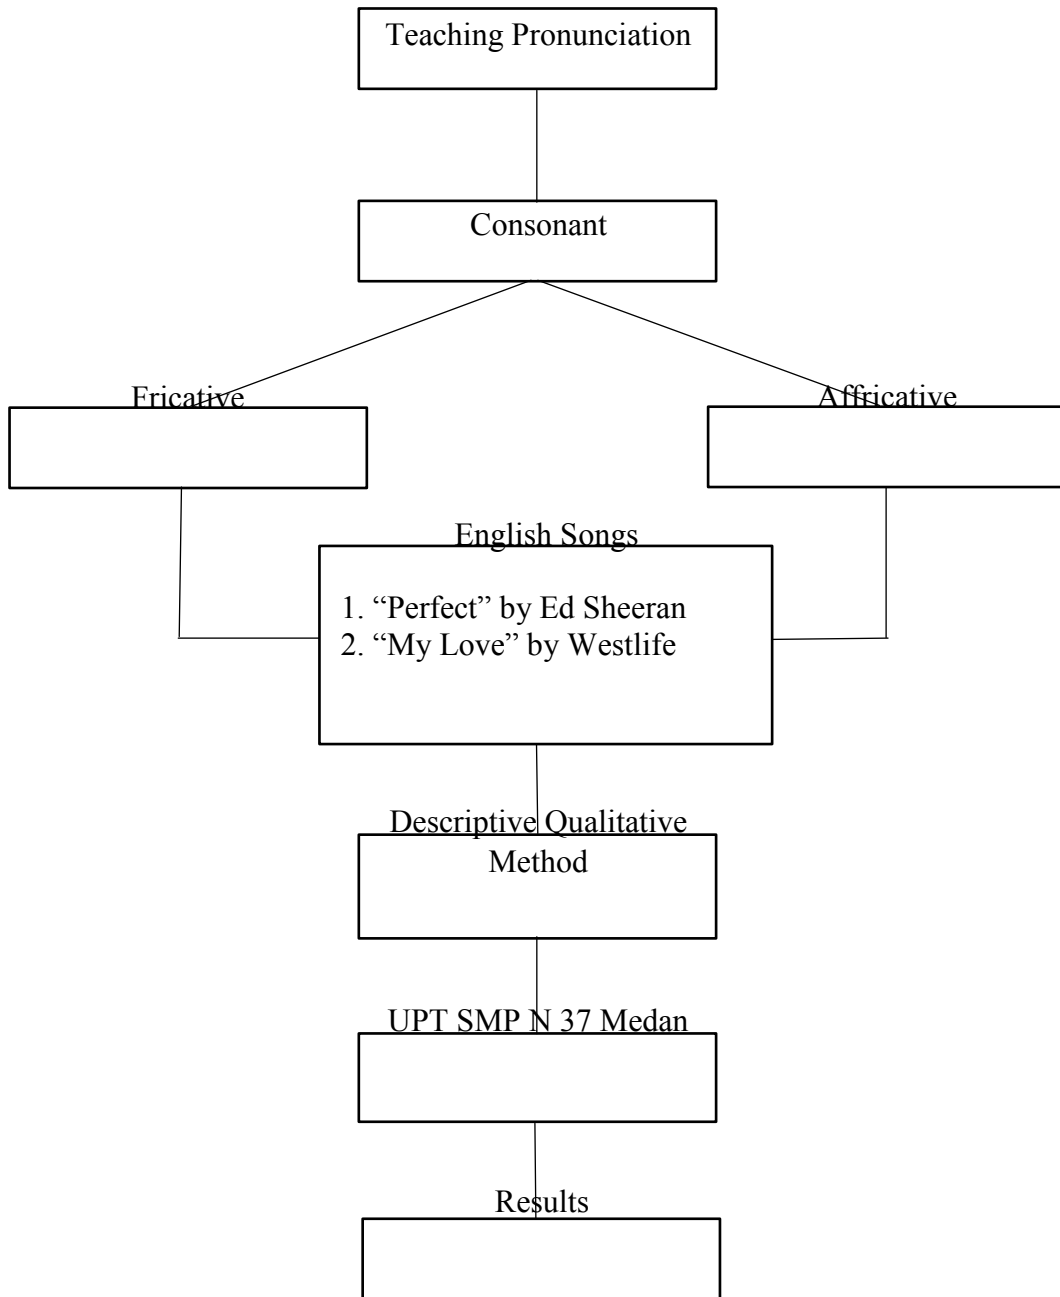 Teaching Pronunciation
Consonant
Fricative
Affricative
English Songs
1. “Perfect” by Ed Sheeran
2. “My Love” by Westlife
Descriptive Qualitative
Method
UPT SMP N 37 Medan
Results